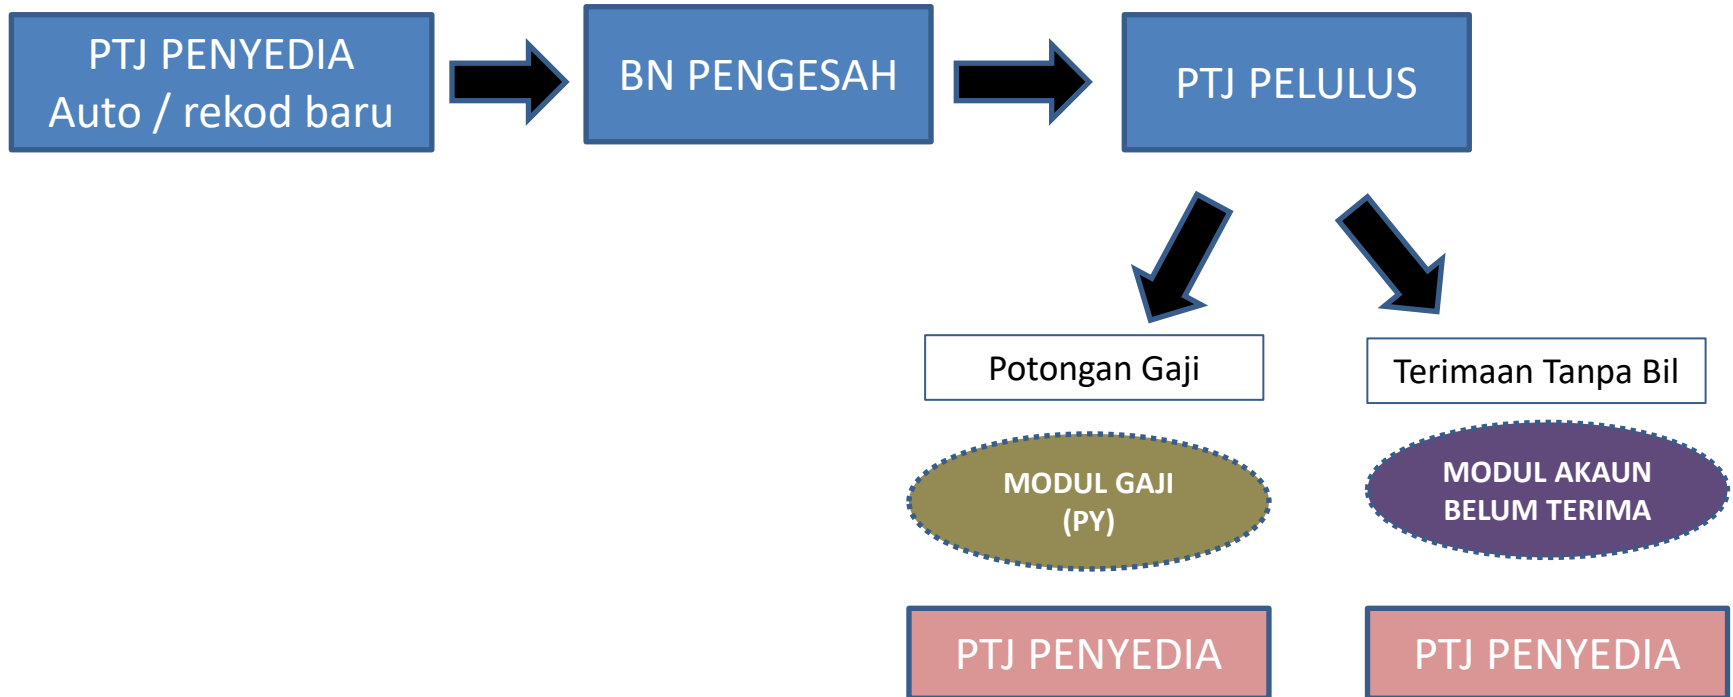 PTJ PENYEDIA
Auto / rekod baru
BN PENGESAH
PTJ PELULUS
Potongan Gaji
Terimaan Tanpa Bil
MODUL GAJI
(PY)
MODUL AKAUN
BELUM TERIMA
PTJ PENYEDIA
PTJ PENYEDIA